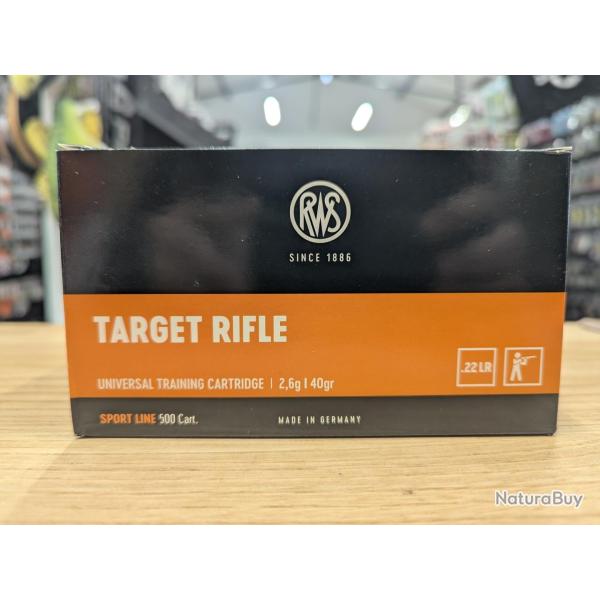 RWS
SINCE 1886
TARGET RIFLE
.22 LR
UNIVERSAL TRAINING CARTRIDGE | 2,6g | 40gr
SPORT LINE 500 Cart.
MADE IN GERMANY
NaturaBuy